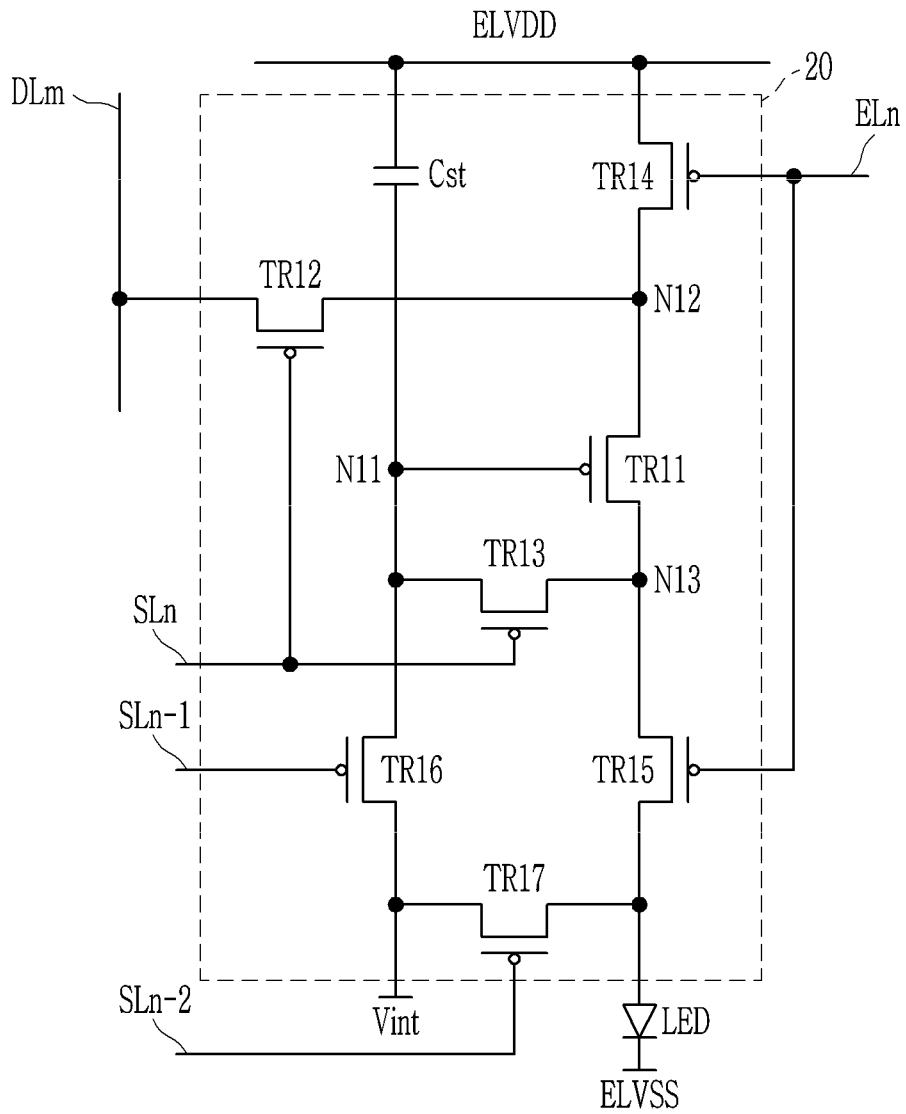 ELVDD
20
DLm
ELn
Cst
TR14
TR12
N12
N11
TR11
TR13
N13
SLn
SLn-1
TR16
TR15
TR17
SLn-2
Vint
LED
ELVSS